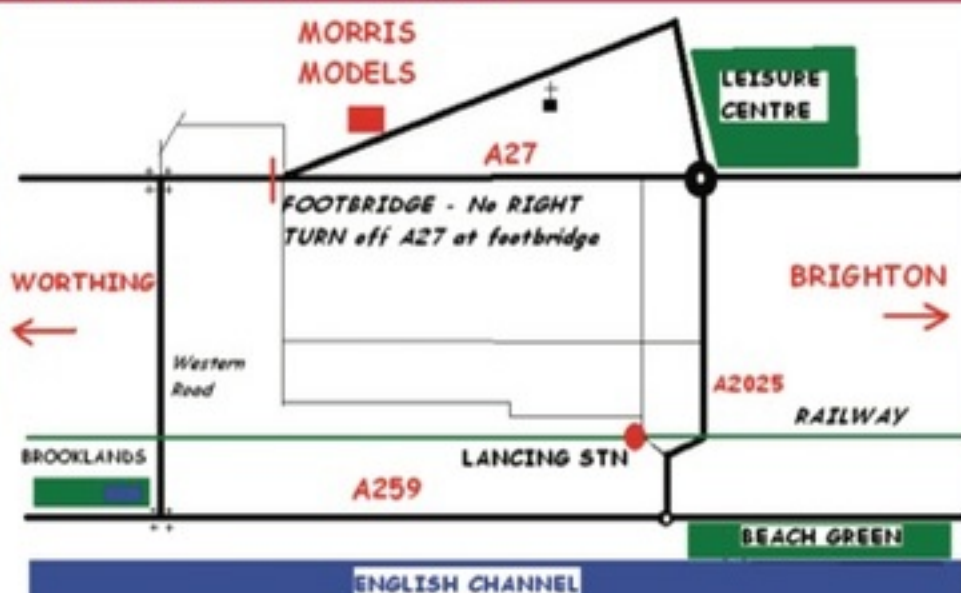 MORRIS
MODELS
LEISURE
CENTRE
A27
FOOTBRIDGE - No RIGHT
TURN off A27 at footbridge
WORTHING
BRIGHTON
Western
Road
A2025
RAILWAY
BROOKLANDS
LANCING STN
A259
BEACH GREEN
ENGLISH CHANNEL